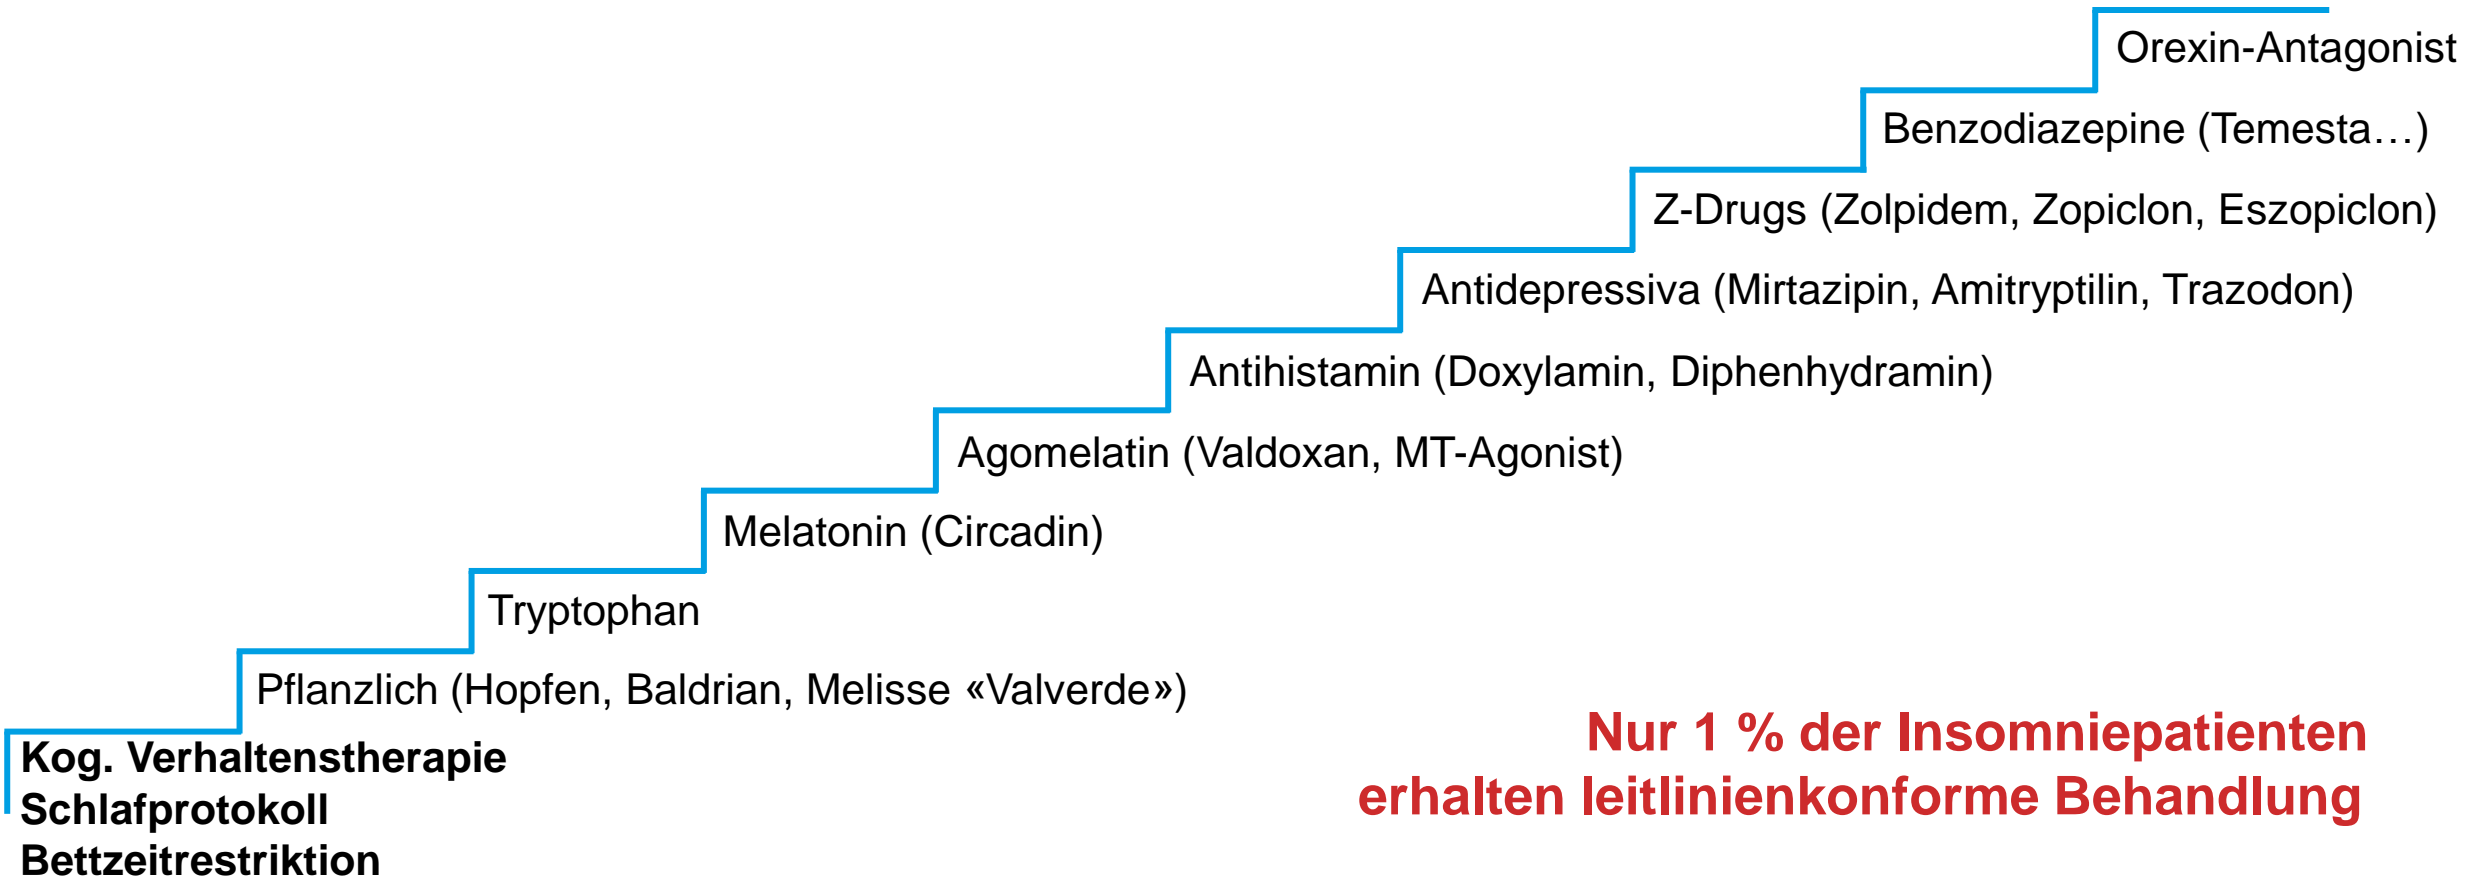 Orexin-Antagonist
Benzodiazepine (Temesta…)
Z-Drugs (Zolpidem, Zopiclon, Eszopiclon)
Antidepressiva (Mirtazipin, Amitryptilin, Trazodon)
Antihistamin (Doxylamin, Diphenhydramin)
Agomelatin (Valdoxan, MT-Agonist)
Melatonin (Circadin)
Tryptophan
Pflanzlich (Hopfen, Baldrian, Melisse «Valverde»)
Kog. Verhaltenstherapie
Schlafprotokoll
Bettzeitrestriktion
Nur 1 % der Insomniepatienten
erhalten leitlinienkonforme Behandlung